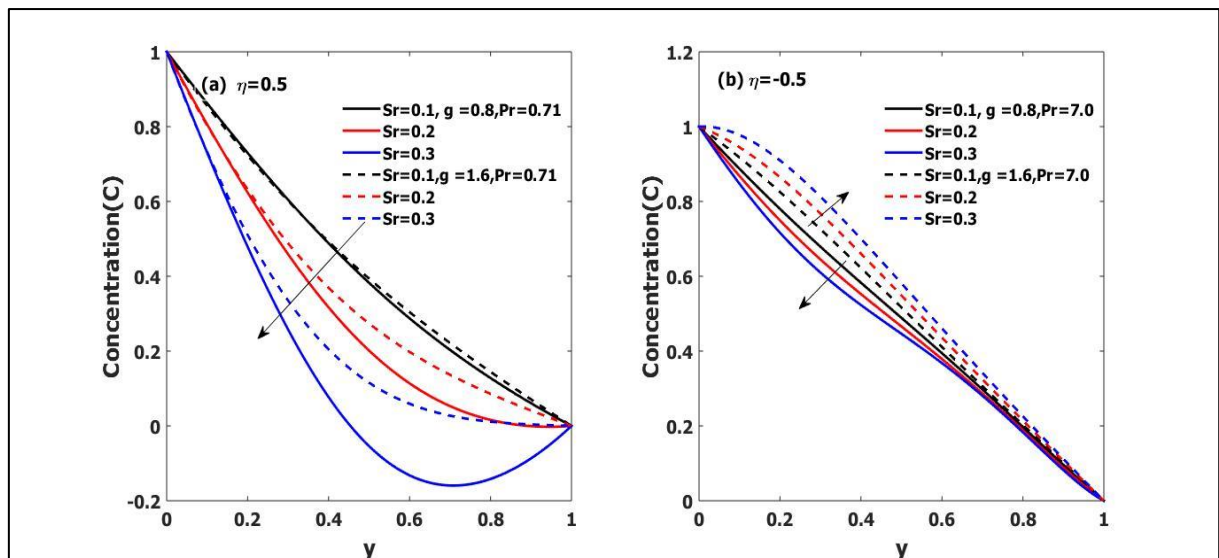 (a) η=0.5
Sr=0.1, g =0.8,Pr=0.71
Sr=0.2
Sr=0.3
Sr=0.1,g =1.6,Pr=0.71
Sr=0.2
Sr=0.3
Concentration(C)
1
0.8
0.6
0.4
0.2
0
-0.2
0 0.2 0.4 0.6 0.8 1
y
(b) η=-0.5
Sr=0.1, g =0.8,Pr=7.0
Sr=0.2
Sr=0.3
Sr=0.1,g =1.6,Pr=7.0
Sr=0.2
Sr=0.3
Concentration(C)
1.2
1
0.8
0.6
0.4
0.2
0
0 0.2 0.4 0.6 0.8 1
y